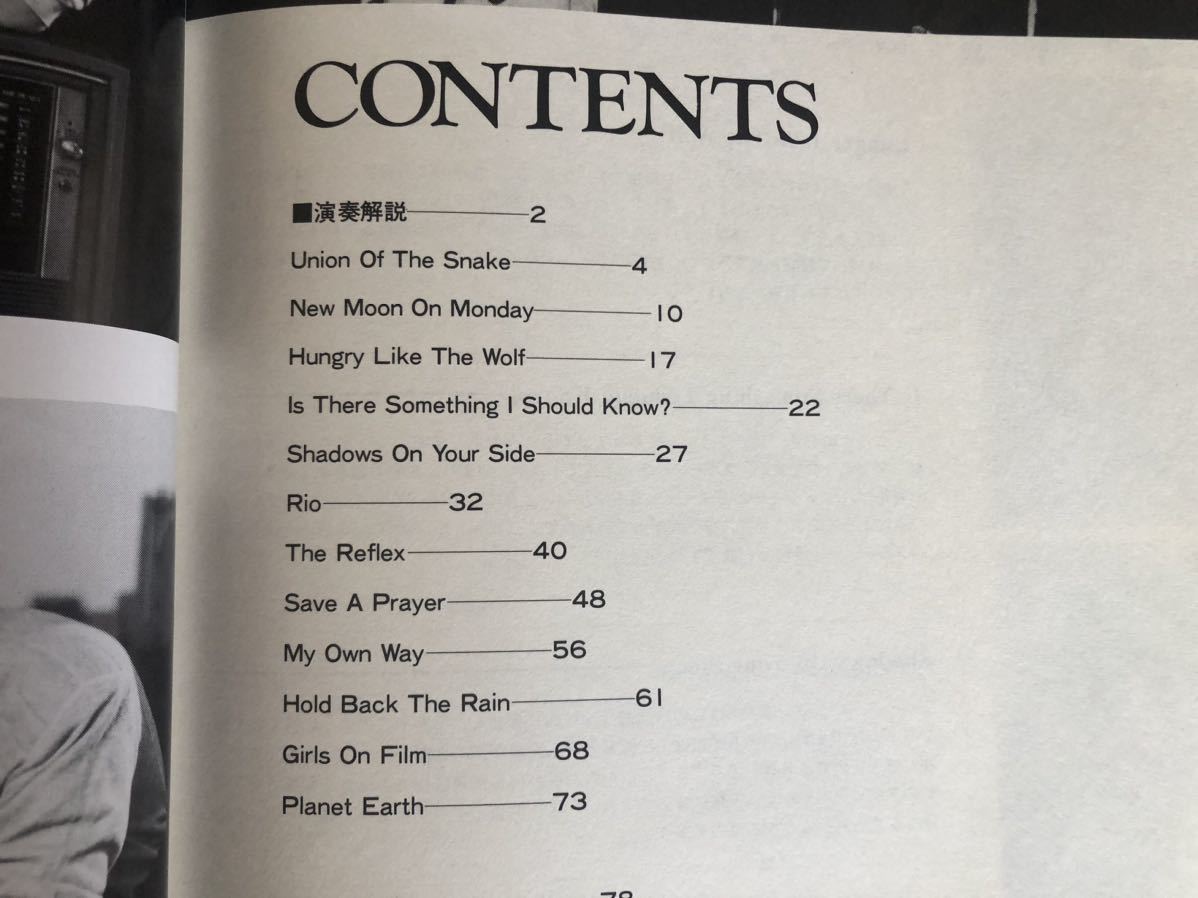 CONTENTS
■演奏解説 2
Union Of The Snake 4
New Moon On Monday 10
Hungry Like The Wolf 17
Is There Something I Should Know? 22
Shadows On Your Side 27
Rio 32
The Reflex 40
Save A Prayer 48
My Own Way 56
Hold Back The Rain 61
Girls On Film 68
Planet Earth 73
78